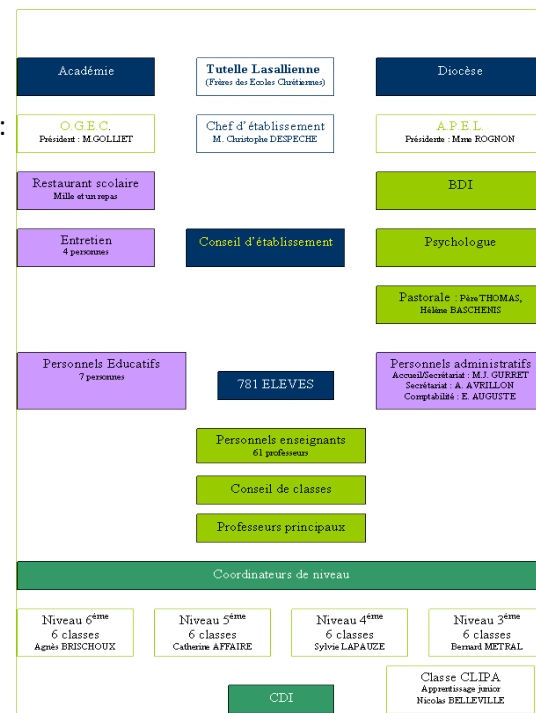 Académie
Tutelle Lasallienne
(Frères des Ecoles Chrétiennes)
Diocèse
:
O.G.E.C.
Président : M.GOLLIET
Chef d'établissement
M. Christophe DESPECHE
A.P.E.L.
Présidente : Mme ROGNON
Restaurant scolaire
Mille et un repas
BDI
Entretien
4 personnes
Conseil d'établissement
Psychologue
Pastorale : Père THOMAS,
Hélène BASCHENIS
Personnels Educatifs
7 personnes
781 ELEVES
Personnels administratifs
Accueil/Secrétariat : M.J. GURRET
Secrétariat : A. AVRILLON
Comptabilité : E. AUGUSTE
Personnels enseignants
61 professeurs
Conseil de classes
Professeurs principaux
Coordinateurs de niveau
Niveau 6ème
6 classes
Agnès BRISCHOUX
Niveau 5ème
6 classes
Catherine AFFAIRE
Niveau 4ème
6 classes
Sylvie LAPAUZE
Niveau 3ème
6 classes
Bernard METRAL
Classe CLIPA
Apprentissage junior
Nicolas BELLEVILLE
CDI